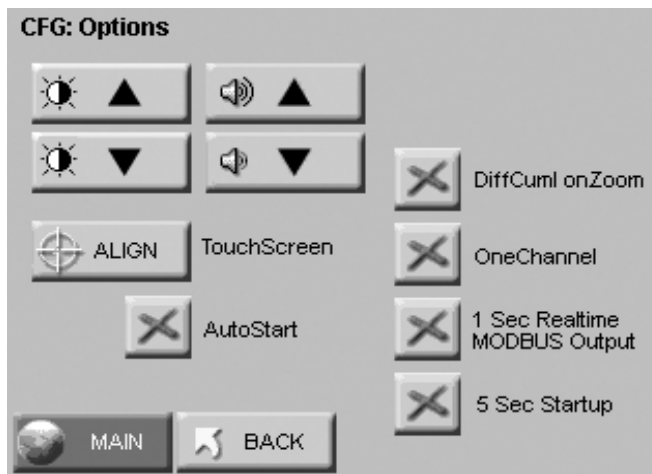 CFG: Options
DiffCuml onZoom
ALIGN TouchScreen
OneChannel
AutoStart
1 Sec Realtime
MODBUS Output
5 Sec Startup
MAIN BACK